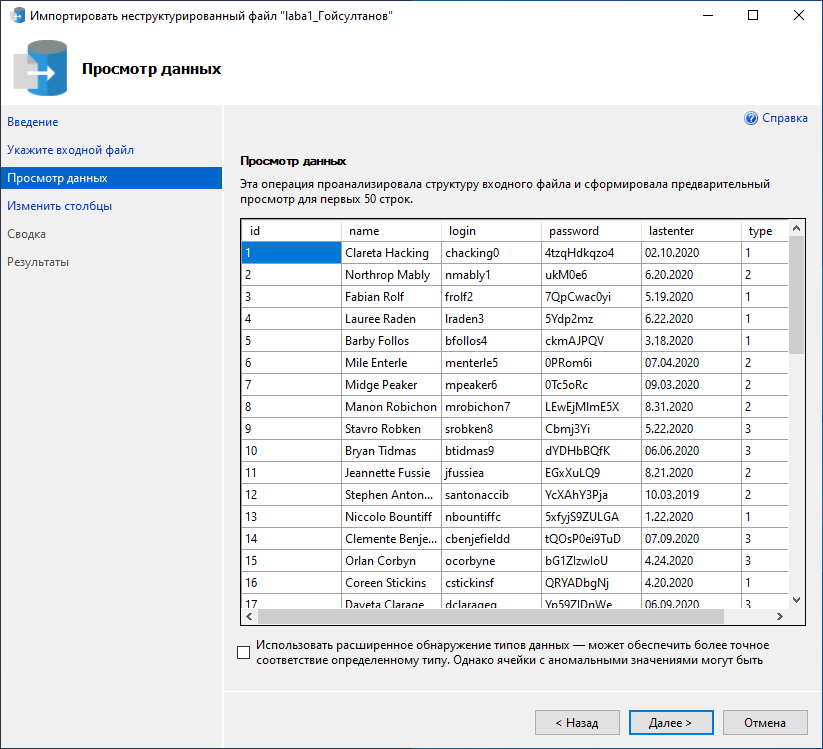 Импортировать неструктурированный файл "laba1_Гойсултанов"
Просмотр данных
Справка
Введение
Укажите входной файл
Просмотр данных
Изменить столбцы
Сводка
Результаты
Просмотр данных
Эта операция проанализировала структуру входного файла и сформировала предварительный
просмотр для первых 50 строк.
id name login password lastenter type
1 Clareta Hacking chacking0 4tzqHdkqzo4 02.10.2020 1
2 Northrop Mably nmably1 ukM0e6 6.20.2020 2
3 Fabian Rolf frolf2 7QpCwac0yi 5.19.2020 1
4 Lauree Raden lraden3 5Ydp2mz 6.22.2020 1
5 Barby Follos bfollos4 ckmAJPQV 3.18.2020 1
6 Mile Enterle menterle5 0PRom6i 07.04.2020 2
7 Midge Peaker mpeaker6 0Tc5oRc 09.03.2020 2
8 Manon Robichon mrobichon7 LEwEjMlmE5X 8.31.2020 2
9 Stavro Robken srobken8 Cbmj3Yi 5.22.2020 3
10 Bryan Tidmas btidmas9 dYDHbBQfK 06.06.2020 3
11 Jeannette Fussie jfussiea EGxXuLQ9 8.21.2020 2
12 Stephen Anton... santonaccib YcXAhY3Pja 10.03.2019 2
13 Niccolo Bountiff nbountiffc 5xfyjS9ZULGA 1.22.2020 1
14 Clemente Benje... cbenjefieldd tQOsP0ei9TuD 07.09.2020 3
15 Orlan Corbyn ocorbyne bG1ZlzwloU 4.24.2020 3
16 Coreen Stickins cstickinsf QRYADbgNj 4.20.2020 1
17 Daveta Clarage dclarageg Yp59ZIDnWe 06.09.2020 3
Использовать расширенное обнаружение типов данных — может обеспечить более точное
соответствие определенному типу. Однако ячейки с аномальными значениями могут быть
< Назад Далее > Отмена